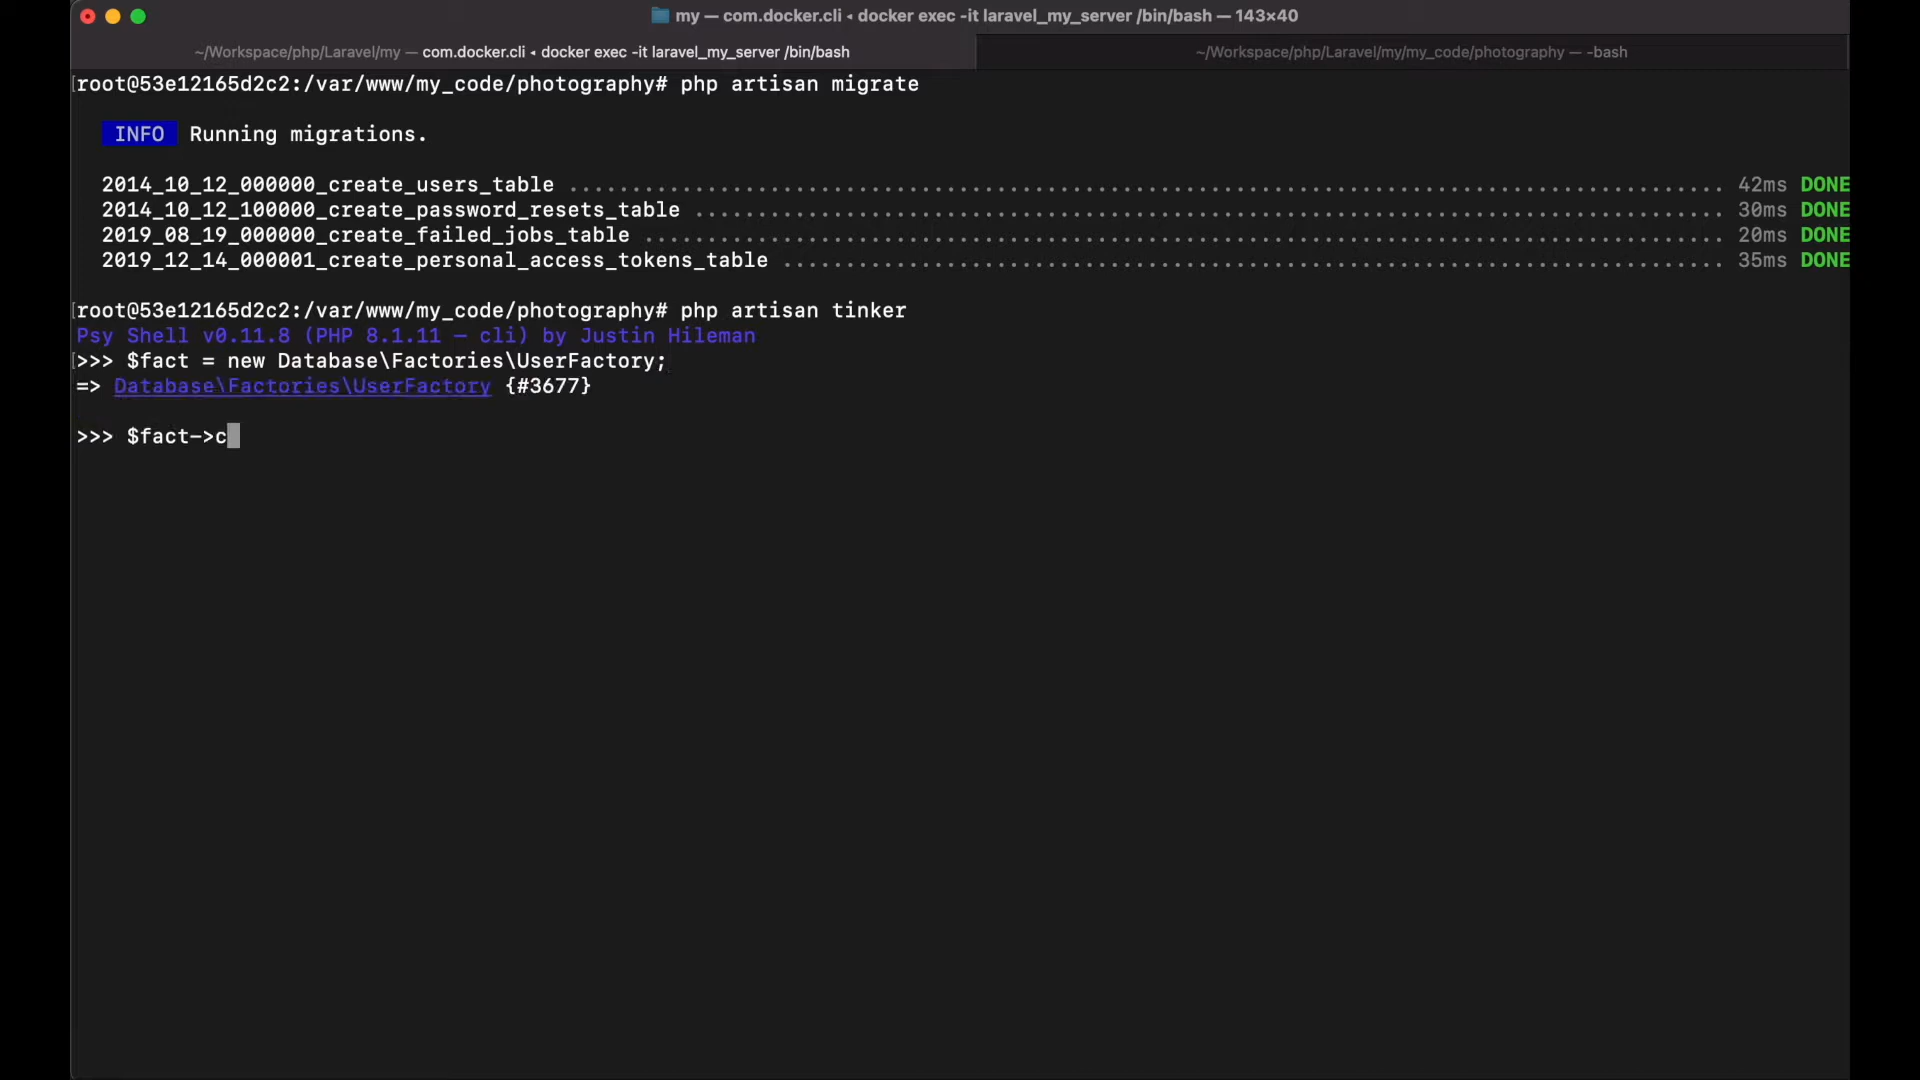 my — com.docker.cli ◂ docker exec -it laravel_my_server /bin/bash — 143×40
~/Workspace/php/Laravel/my — com.docker.cli ◂ docker exec -it laravel_my_server /bin/bash
~/Workspace/php/Laravel/my/my_code/photography — -bash
[root@53e12165d2c2:/var/www/my_code/photography# php artisan migrate
INFO Running migrations.
2014_10_12_000000_create_users_table ............................................................................................ 42ms DONE
2014_10_12_100000_create_password_resets_table .................................................................................. 30ms DONE
2019_08_19_000000_create_failed_jobs_table ...................................................................................... 20ms DONE
2019_12_14_000001_create_personal_access_tokens_table ........................................................................... 35ms DONE
[root@53e12165d2c2:/var/www/my_code/photography# php artisan tinker
Psy Shell v0.11.8 (PHP 8.1.11 — cli) by Justin Hileman
[>>> $fact = new Database\Factories\UserFactory;
=> Database\Factories\UserFactory {#3677}
>>> $fact->c